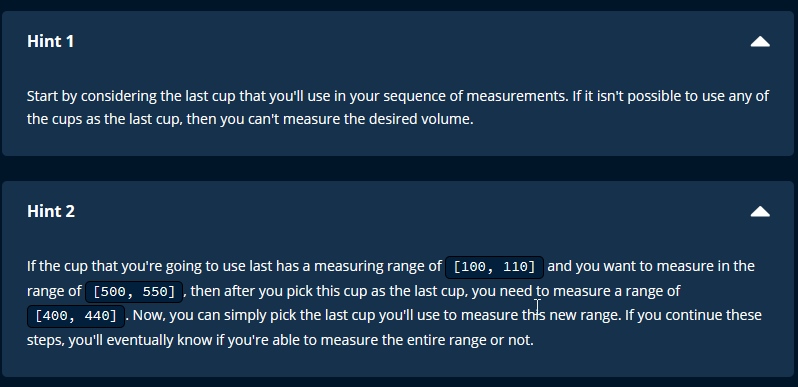 Hint 1
Start by considering the last cup that you'll use in your sequence of measurements. If it isn't possible to use any of
the cups as the last cup, then you can't measure the desired volume.
Hint 2
If the cup that you're going to use last has a measuring range of [100, 110] and you want to measure in the
range of [500, 550], then after you pick this cup as the last cup, you need to measure a range of
[400, 440]. Now, you can simply pick the last cup you'll use to measure this new range. If you continue these
steps, you'll eventually know if you're able to measure the entire range or not.